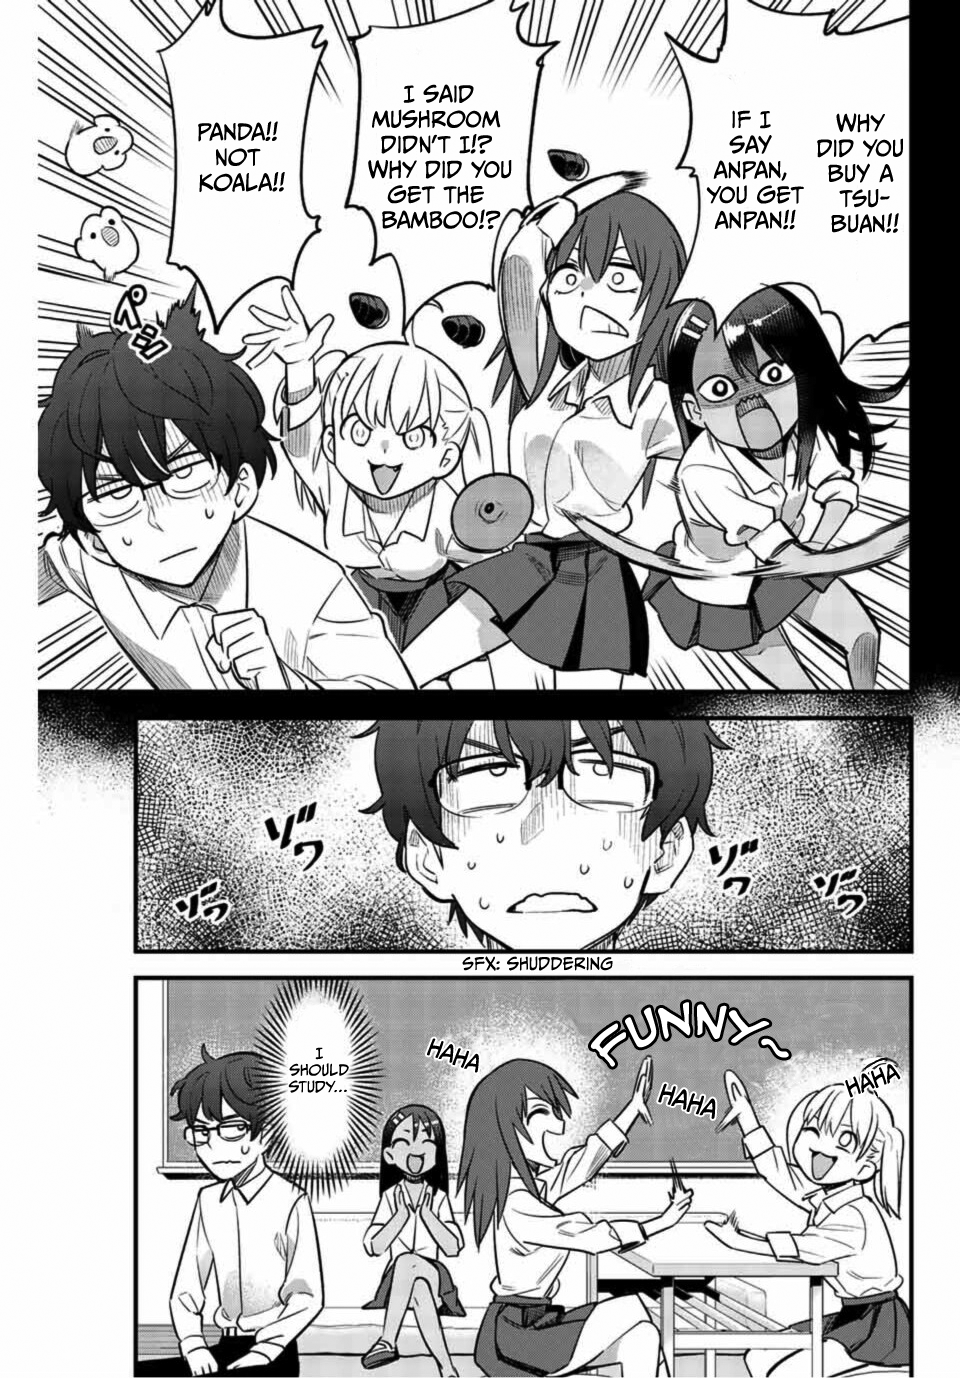 WHY
DID YOU
BUY A
TSU-
BUAN!!
IF I
SAY
ANPAN,
YOU GET
ANPAN!!
I SAID
MUSHROOM
DIDN'T I!?
WHY DID YOU
GET THE
BAMBOO!?
PANDA!!
NOT
KOALA!!
ペシ
ゾワ
ゾワ
ゾワ
ゾワ
SFX: SHUDDERING
FUNNY~
HAHA
HAHA
HAHA
I
SHOULD
STUDY...